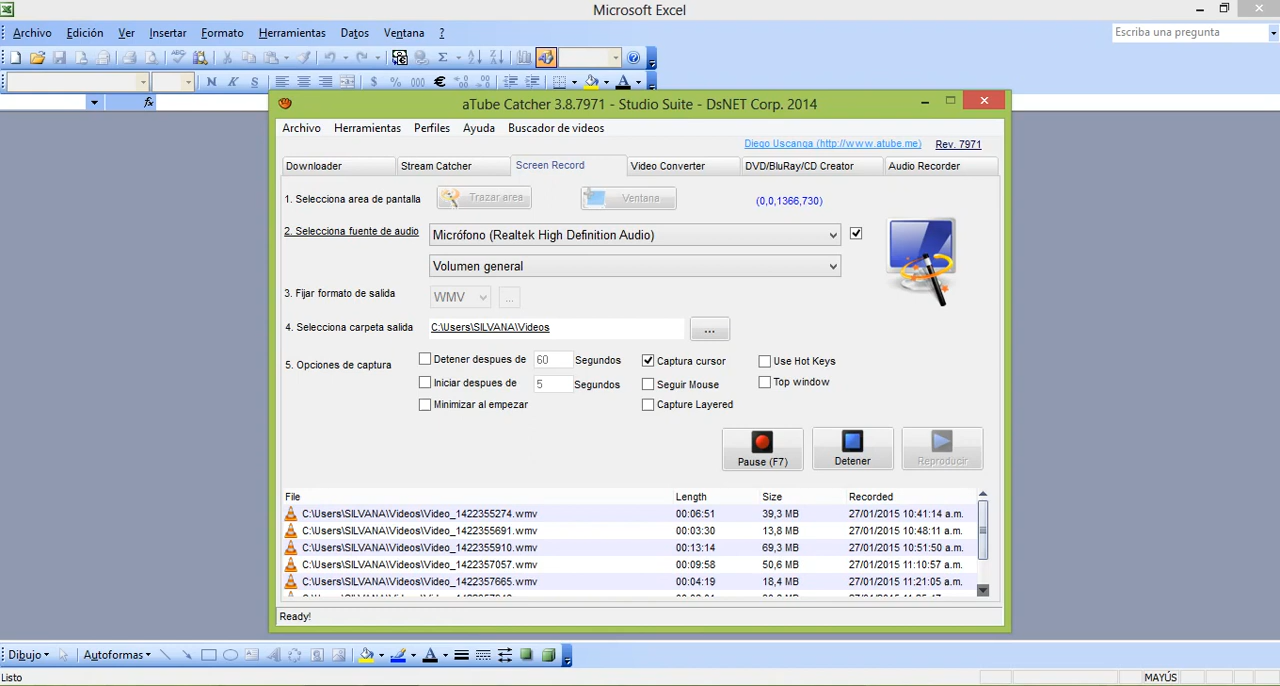 Microsoft Excel
Archivo Edición Ver Insertar Formato Herramientas Datos Ventana ?
Escriba una pregunta
N K S
fx
aTube Catcher 3.8.7971 - Studio Suite - DsNET Corp. 2014
Archivo Herramientas Perfiles Ayuda Buscador de videos
Diego Uscanga (http://www.atube.me) Rev. 7971
Downloader Stream Catcher Screen Record Video Converter DVD/BluRay/CD Creator Audio Recorder
1. Selecciona area de pantalla Trazar area Ventana (0,0,1366,730)
2. Selecciona fuente de audio Micrófono (Realtek High Definition Audio)
Volumen general
3. Fijar formato de salida WMV ...
4. Selecciona carpeta salida C:\Users\SILVANA\Videos ...
5. Opciones de captura
Detener despues de 60 Segundos Captura cursor Use Hot Keys
Iniciar despues de 5 Segundos Seguir Mouse Top window
Minimizar al empezar Capture Layered
Pause (F7) Detener Reproducir
File Length Size Recorded
C:\Users\SILVANA\Videos\Video_1422355274.wmv 00:06:51 39,3 MB 27/01/2015 10:41:14 a.m.
C:\Users\SILVANA\Videos\Video_1422355691.wmv 00:03:30 13,8 MB 27/01/2015 10:48:11 a.m.
C:\Users\SILVANA\Videos\Video_1422355910.wmv 00:13:14 69,3 MB 27/01/2015 10:51:50 a.m.
C:\Users\SILVANA\Videos\Video_1422357057.wmv 00:09:58 50,6 MB 27/01/2015 11:10:57 a.m.
C:\Users\SILVANA\Videos\Video_1422357665.wmv 00:04:19 18,4 MB 27/01/2015 11:21:05 a.m.
Ready!
Dibujo Autoformas
Listo MAYÚS